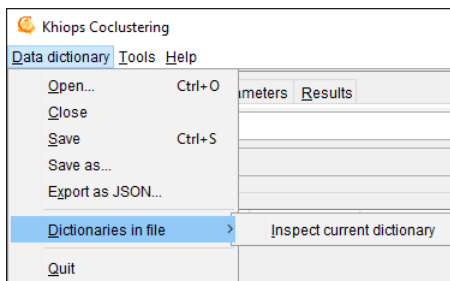 Khiops Coclustering
Data dictionary Tools Help
Open... Ctrl+O
Close
Save Ctrl+S
Save as...
Export as JSON...
Dictionaries in file >
Quit
Inspect current dictionary
ameters Results